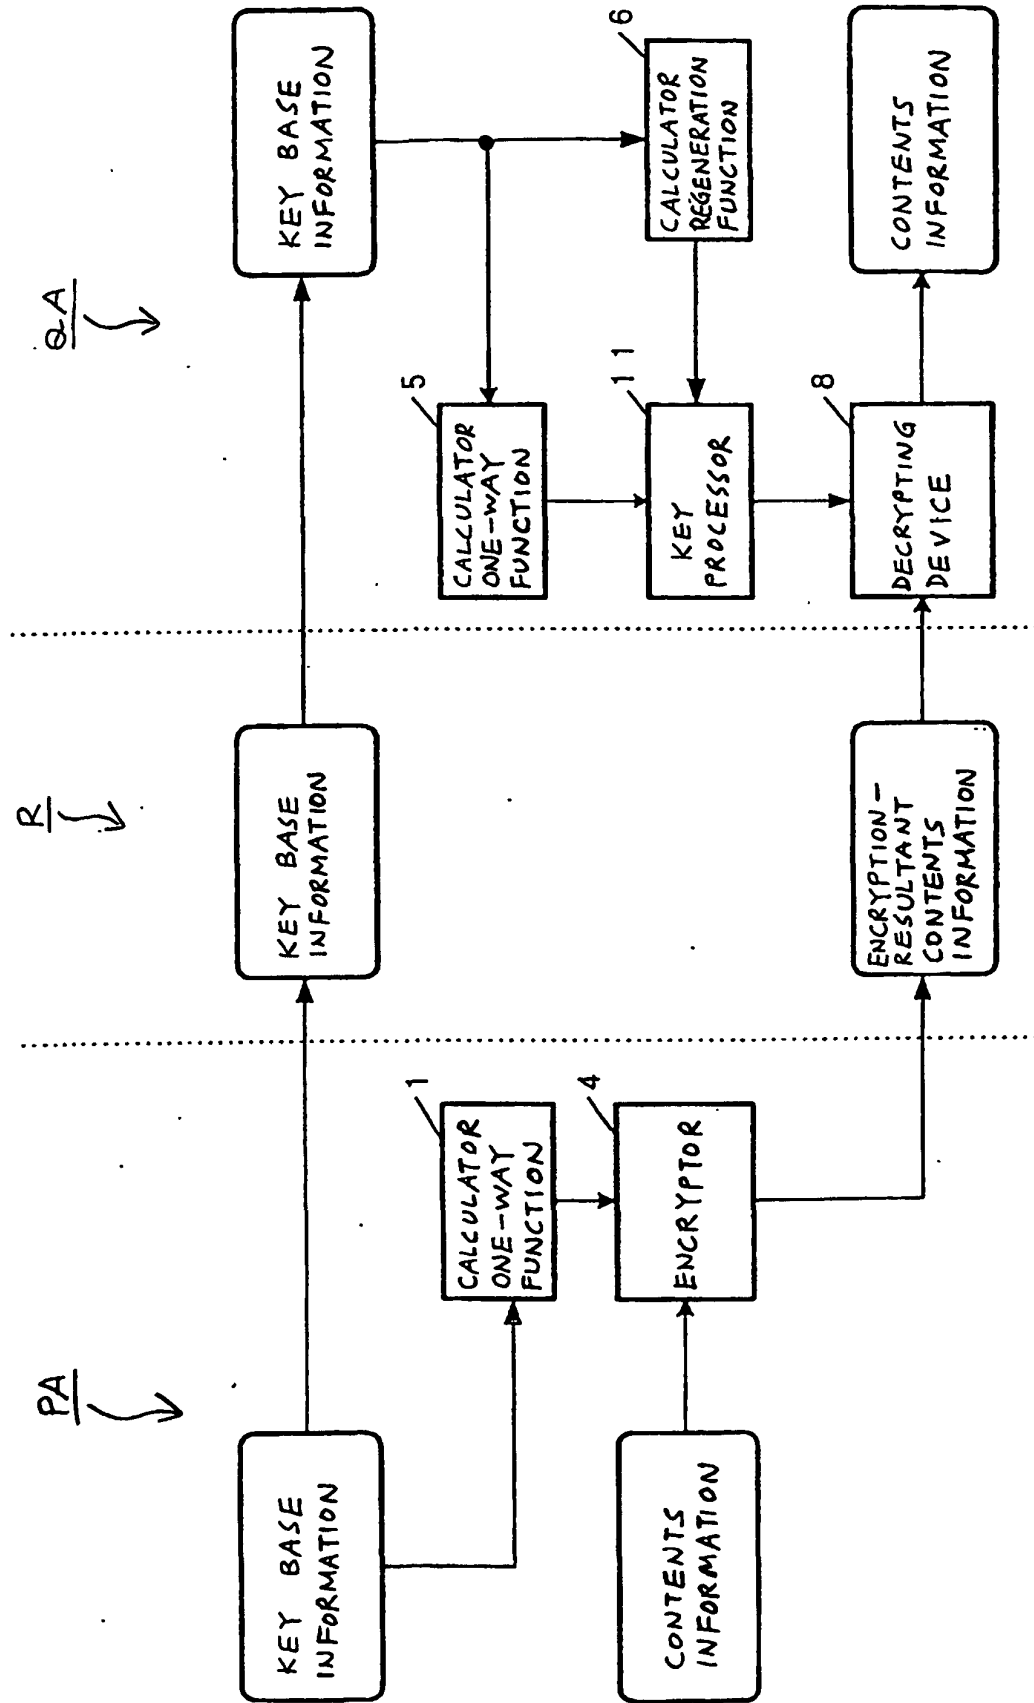 PA
KEY BASE
INFORMATION
CONTENTS
INFORMATION
1
CALCULATOR
ONE-WAY
FUNCTION
4
ENCRYPTOR
R
KEY BASE
INFORMATION
ENCRYPTION-
RESULTANT
CONTENTS
INFORMATION
QA
KEY BASE
INFORMATION
5
CALCULATOR
ONE-WAY
FUNCTION
6
CALCULATOR
REGENERATION
FUNCTION
11
KEY
PROCESSOR
8
DECRYPTING
DEVICE
CONTENTS
INFORMATION